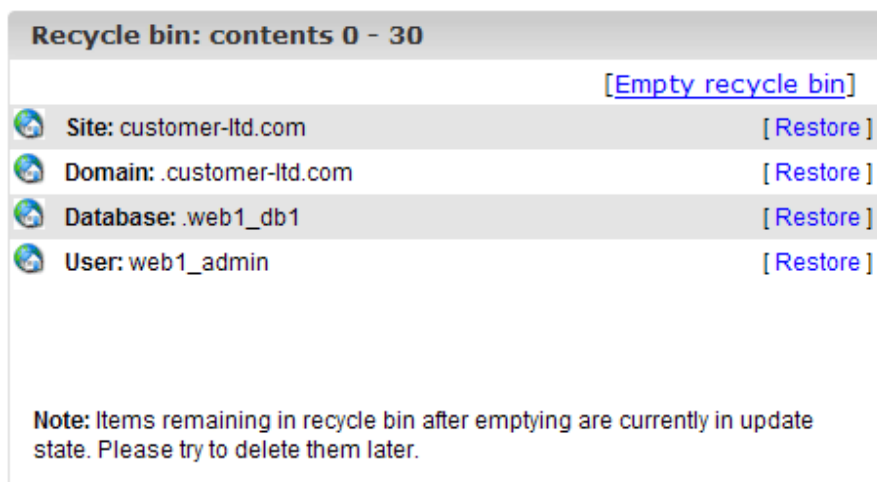 Recycle bin: contents 0 - 30
[Empty recycle bin]
Site: customer-ltd.com [ Restore ]
Domain: .customer-ltd.com [ Restore ]
Database: .web1_db1 [ Restore ]
User: web1_admin [ Restore ]
Note: Items remaining in recycle bin after emptying are currently in update
state. Please try to delete them later.